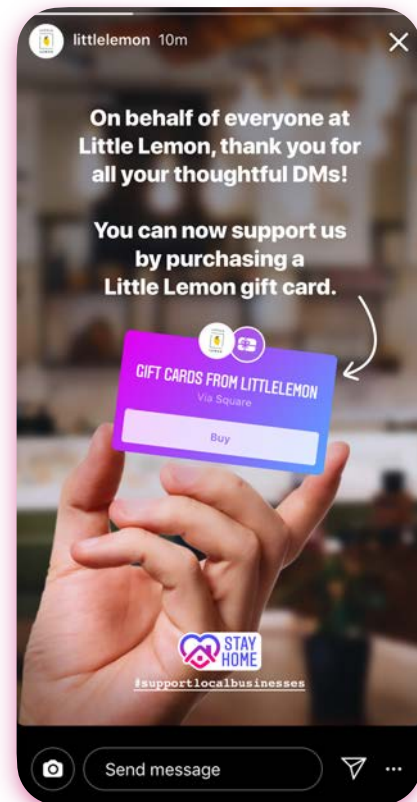 littlelemon 10m
On behalf of everyone at
Little Lemon, thank you for
all your thoughtful DMs!
You can now support us
by purchasing a
Little Lemon gift card.
GIFT CARDS FROM LITTLELEMON
Via Square
Buy
STAY
HOME
#supportlocalbusinesses
Send message